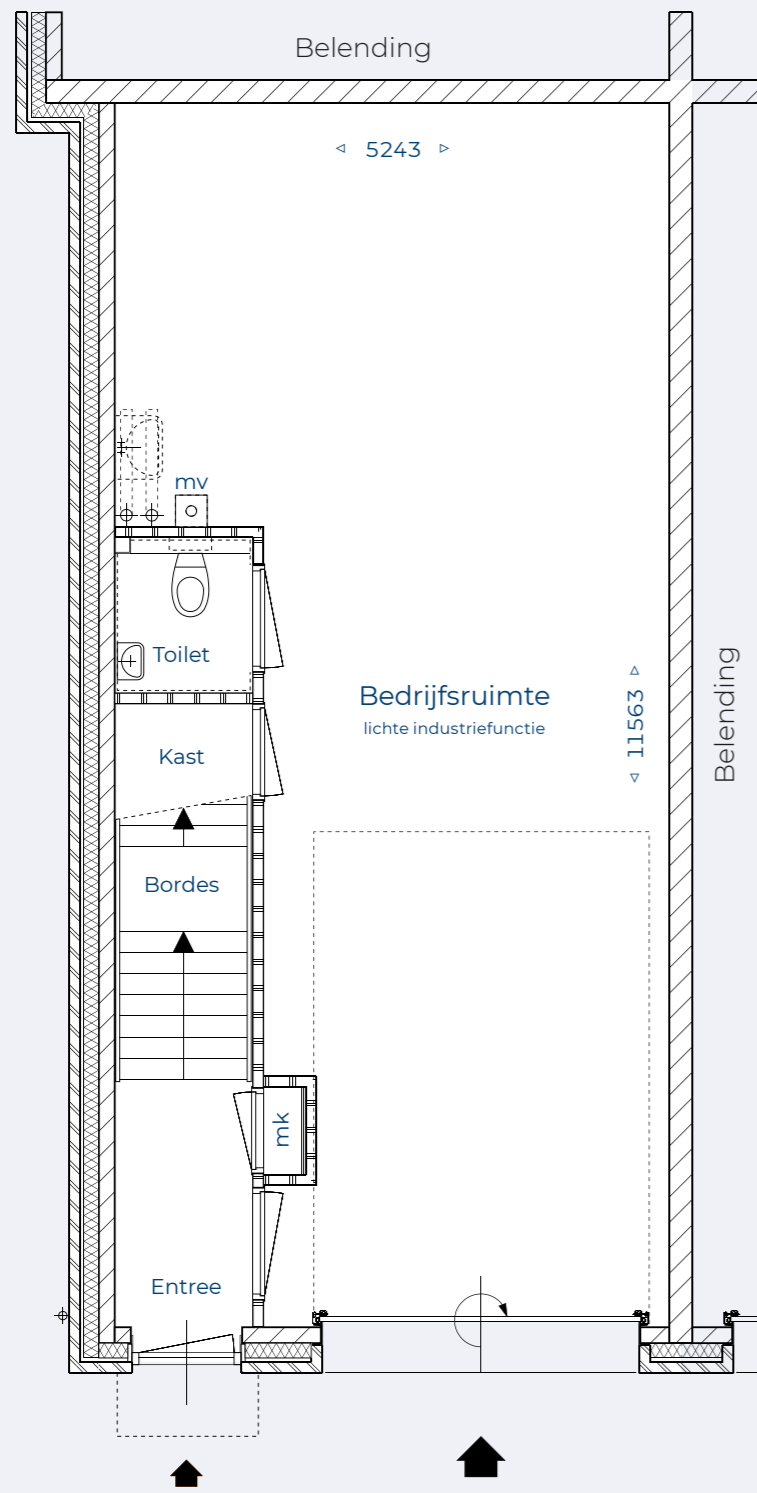 Belending
5243
mv
Toilet
Bedrijfsruimte
lichte industriefunctie
11563
Belending
Kast
Bordes
mk
Entree